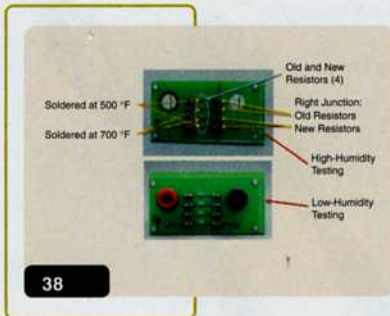 Old and New
Resistors (4)
Soldered at 500 °F
Soldered at 700 °F
Right Junction:
Old Resistors
New Resistors
High-Humidity
Testing
Low-Humidity
Testing
38